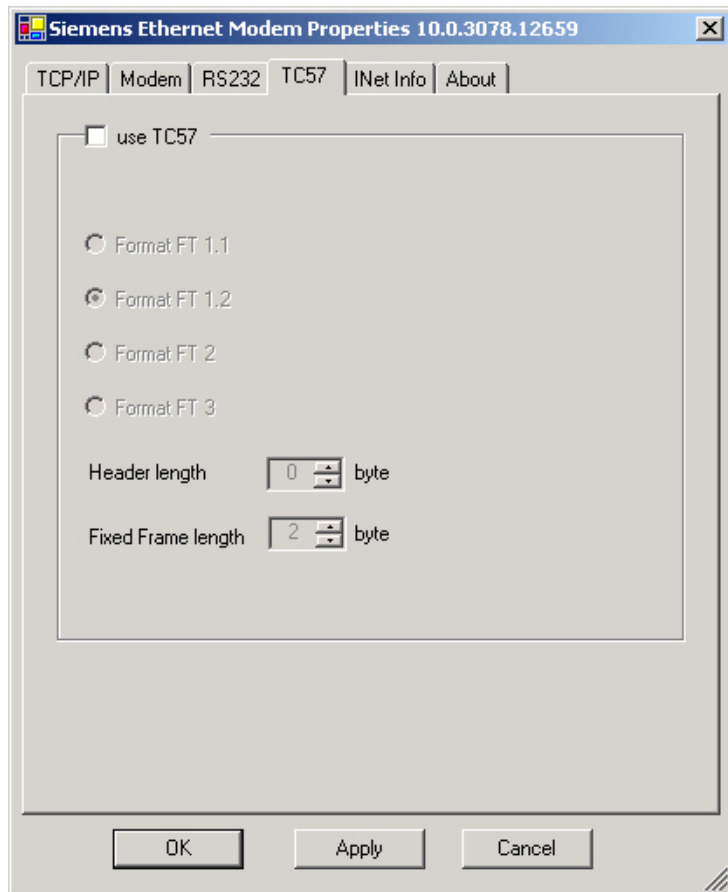 Siemens Ethernet Modem Properties 10.0.3078.12659
TCP/IP Modem RS232 TC57 INet Info About
use TC57
Format FT 1.1
Format FT 1.2
Format FT 2
Format FT 3
Header length 0 byte
Fixed Frame length 2 byte
OK Apply Cancel